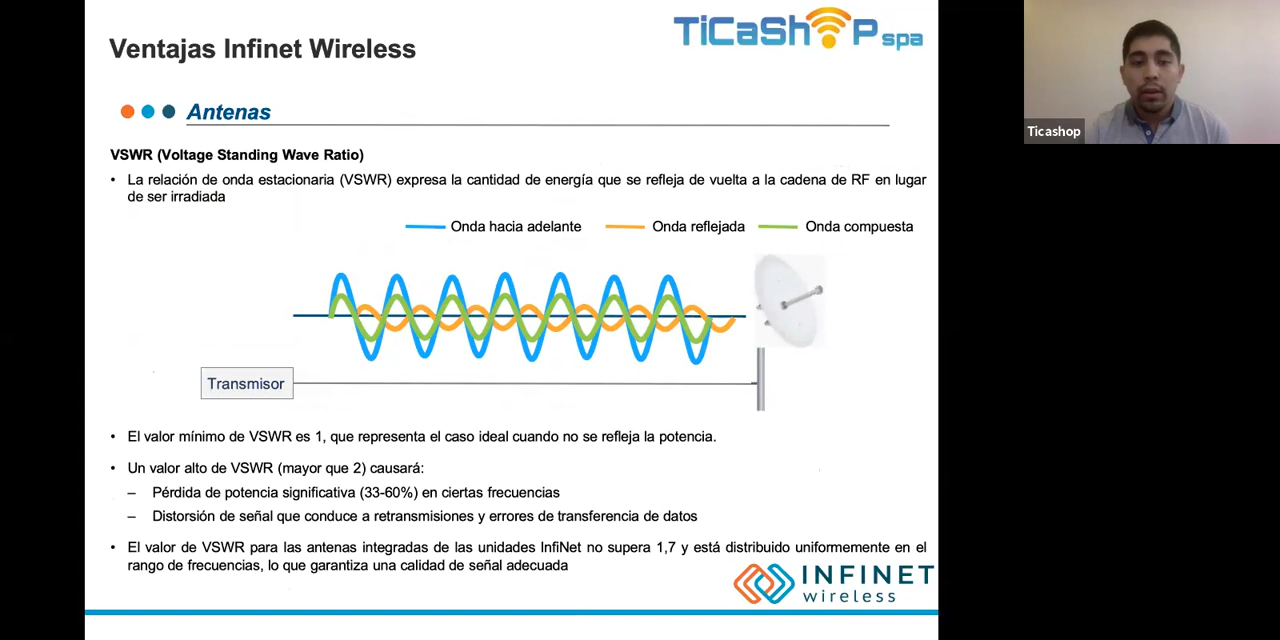 Ventajas Infinet Wireless
TiCaShoP spa
Antenas
Ticashop
VSWR (Voltage Standing Wave Ratio)
• La relación de onda estacionaria (VSWR) expresa la cantidad de energía que se refleja de vuelta a la cadena de RF en lugar
de ser irradiada
Onda hacia adelante
Onda reflejada
Onda compuesta
Transmisor
• El valor mínimo de VSWR es 1, que representa el caso ideal cuando no se refleja la potencia.
• Un valor alto de VSWR (mayor que 2) causará:
– Pérdida de potencia significativa (33-60%) en ciertas frecuencias
– Distorsión de señal que conduce a retransmisiones y errores de transferencia de datos
• El valor de VSWR para las antenas integradas de las unidades InfiNet no supera 1,7 y está distribuido uniformemente en el
rango de frecuencias, lo que garantiza una calidad de señal adecuada
INFINET
wireless